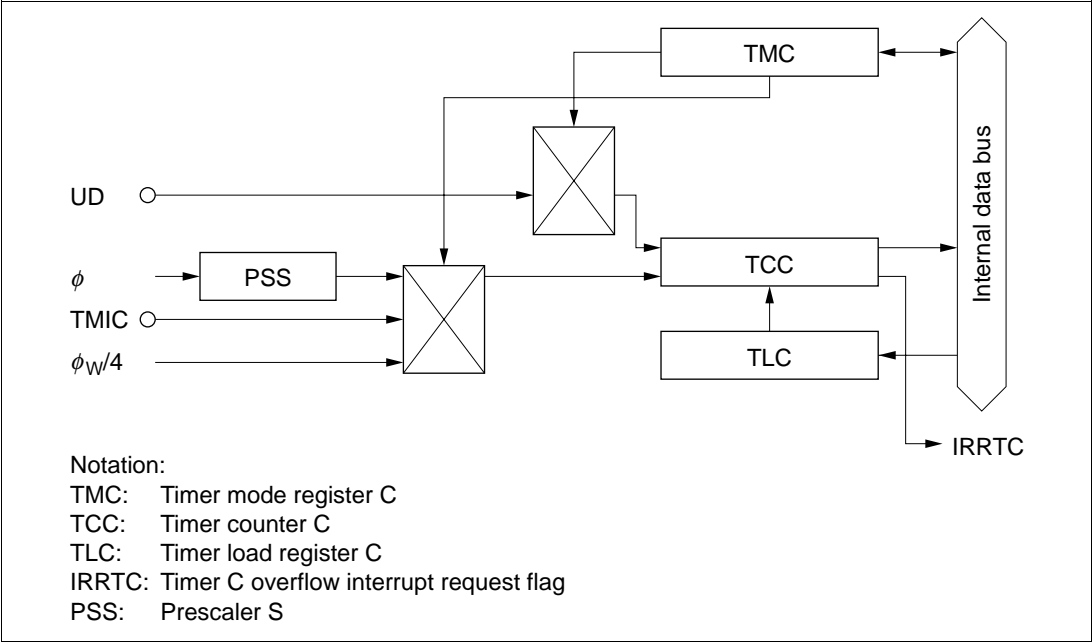 TMC
Internal data bus
UD
TCC
ϕ
PSS
TMIC
ϕW/4
TLC
IRRTC
Notation:
TMC: Timer mode register C
TCC: Timer counter C
TLC: Timer load register C
IRRTC: Timer C overflow interrupt request flag
PSS: Prescaler S